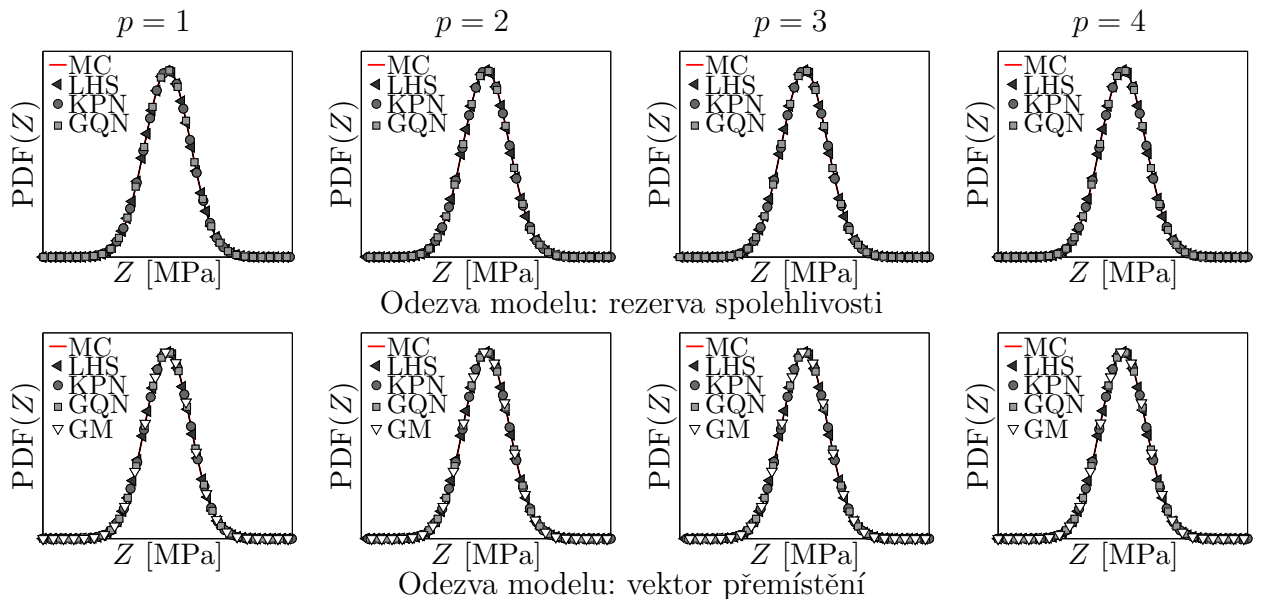 p = 1 p = 2 p = 3 p = 4
MC MC MC MC
LHS LHS LHS LHS
KPN KPN KPN KPN
GQN GQN GQN GQN
PDF(Z) PDF(Z) PDF(Z) PDF(Z)
Z [MPa] Z [MPa] Z [MPa] Z [MPa]
Odezva modelu: rezerva spolehlivosti
MC MC MC MC
LHS LHS LHS LHS
KPN KPN KPN KPN
GQN GQN GQN GQN
GM GM GM GM
PDF(Z) PDF(Z) PDF(Z) PDF(Z)
Z [MPa] Z [MPa] Z [MPa] Z [MPa]
Odezva modelu: vektor přemístění